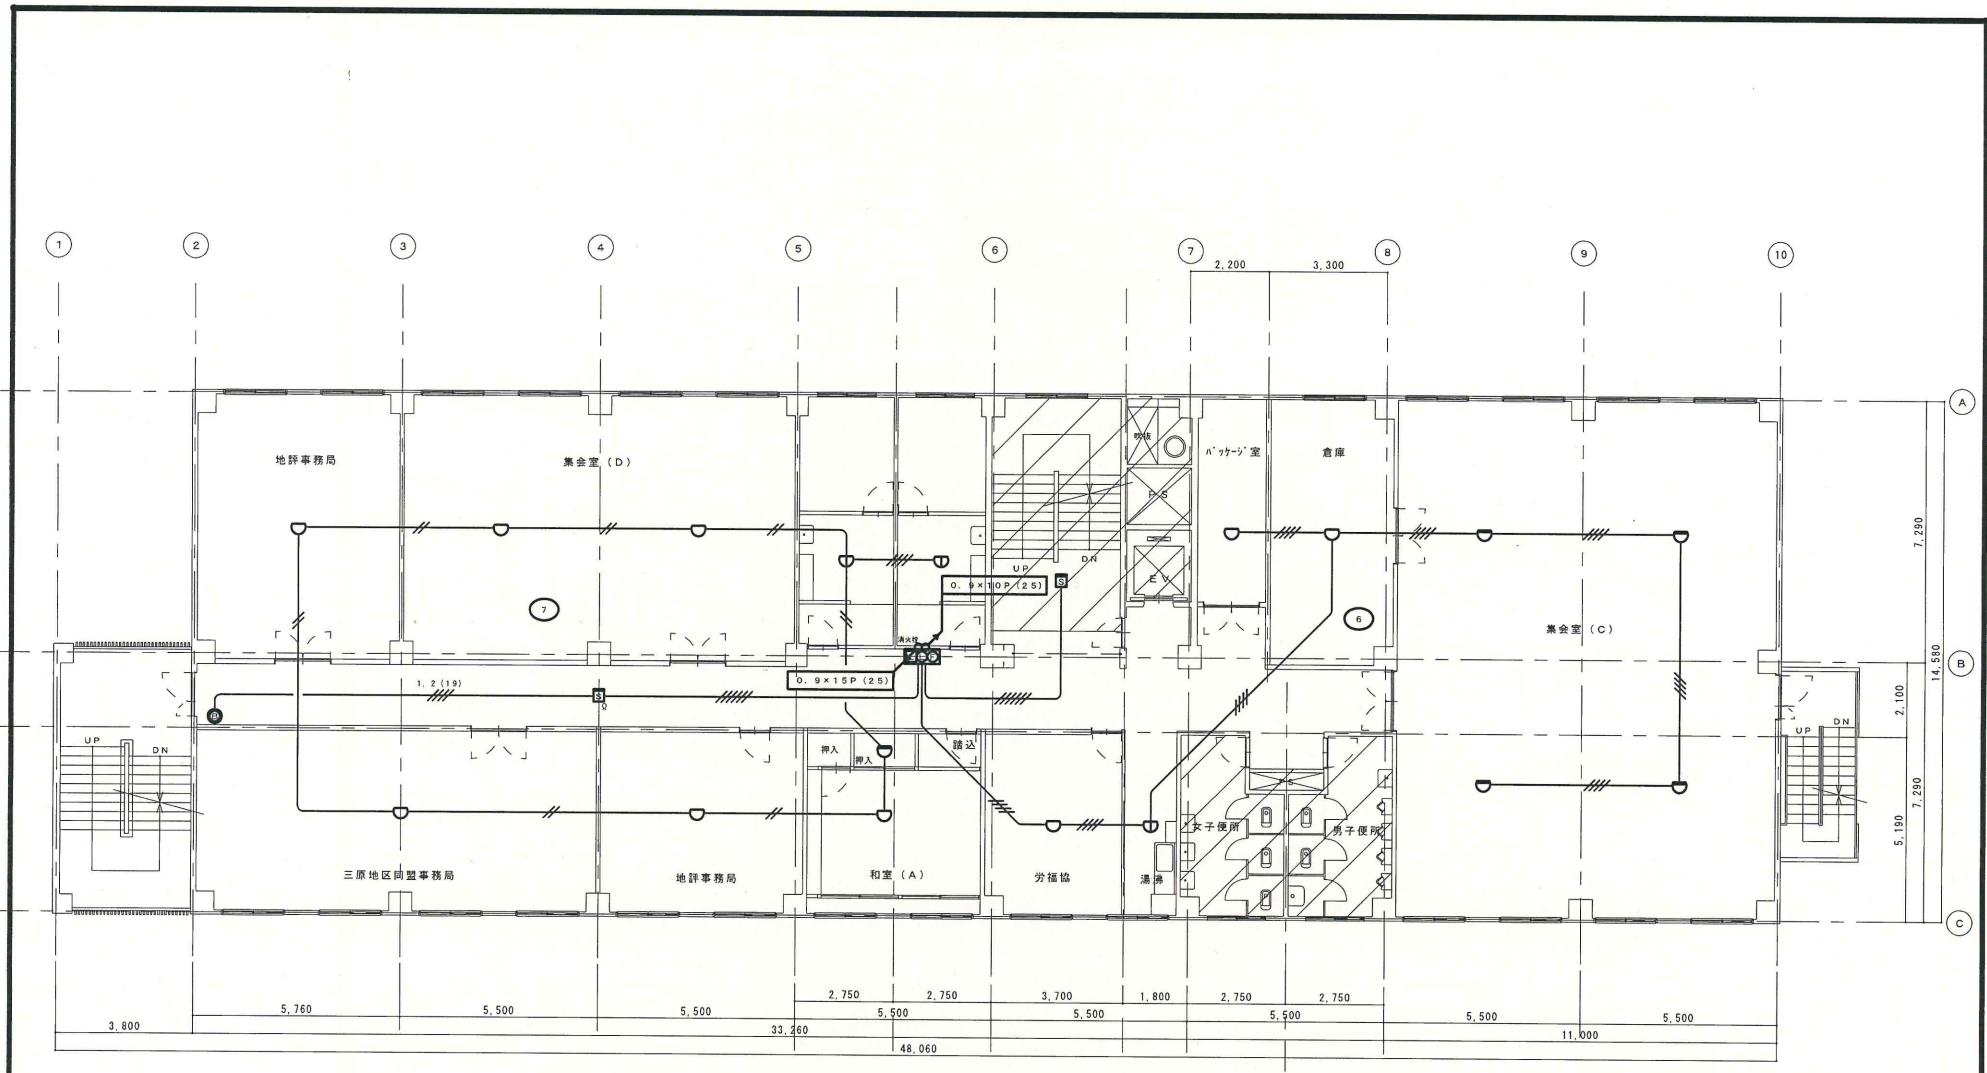 1
2
3
4
5
6
7
8
9
10
2,200
3,300
A
地評事務局
集会室（D）
吹抜
パッケージ室
倉庫
PS
7,290
UP
DN
EV
0.9×10P(25)
S
7
6
消火栓
集会室（C）
14,580
B
0.9×15P(25)
1.2(19)
S
2,100
UP
DN
押入
押入
踏込
PS
UP
DN
7,290
5,190
女子便所
男子便所
三原地区同盟事務局
地評事務局
和室（A）
労福協
湯沸
C
2,750
2,750
3,700
1,800
2,750
2,750
5,760
5,500
5,500
5,500
5,500
5,500
5,500
5,500
3,800
33,260
11,000
48,060